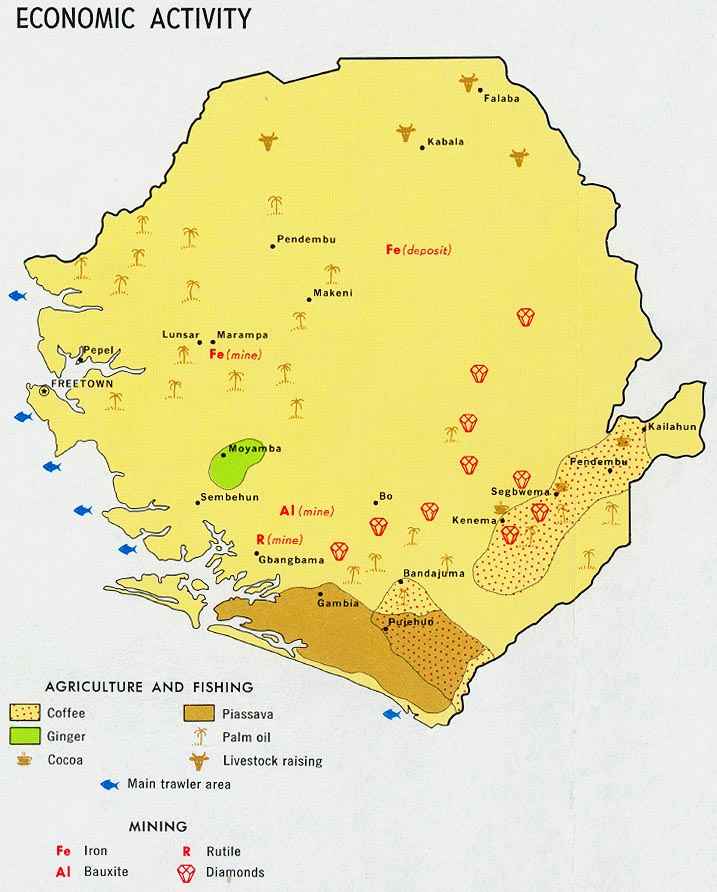 ECONOMIC ACTIVITY
Falaba
Kabala
Pendembu
Fe (deposit)
Makeni
Lunsar
Marampa
Fe (mine)
Pepel
FREETOWN
Kailahun
Moyamba
Pendembu
Segbwema
Sembehun
Bo
Al (mine)
Kenema
R (mine)
Gbangbama
Bandajuma
Gambia
Pujehun
AGRICULTURE AND FISHING
Coffee
Piassava
Ginger
Palm oil
Cocoa
Livestock raising
Main trawler area
MINING
Fe Iron
R Rutile
Al Bauxite
Diamonds